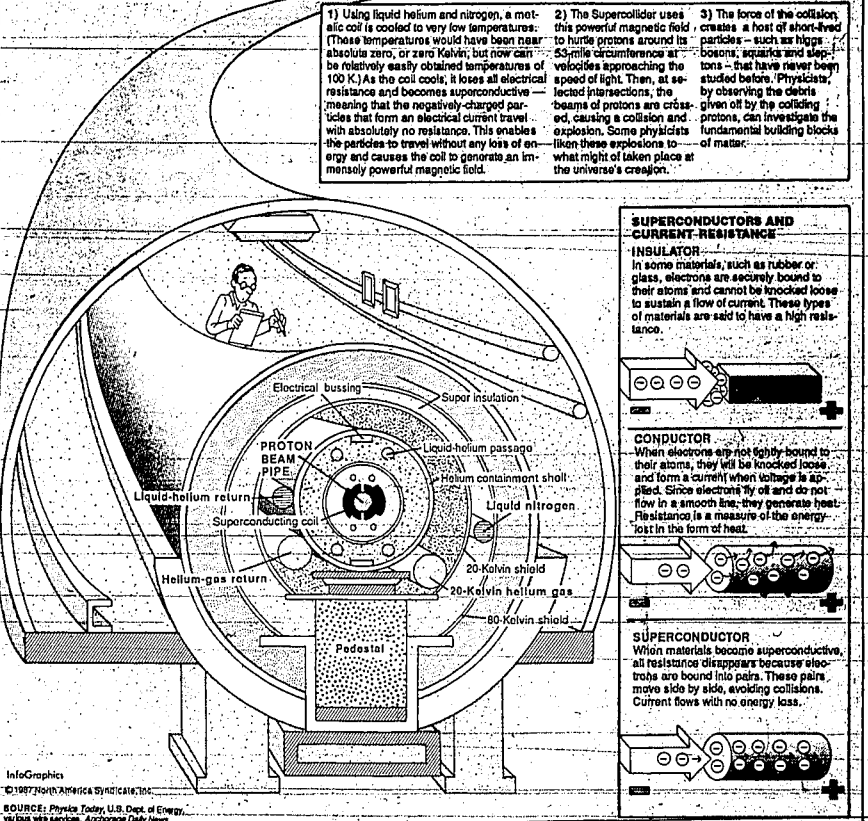 1) Using liquid helium and nitrogen, a met-
alic coil is cooled to very low temperatures:
(These temperatures would have been near
absolute zero, or zero Kelvin; but now can
be relatively easily obtained temperatures of
100 K.) As the coil cools, it loses all electrical
resistance and becomes superconductive —
meaning that the negatively-charged par-
ticles that form an electrical current travel
with absolutely no resistance. This enables
the particles to travel without any loss of en-
ergy and causes the coil to generate an im-
mensely powerful magnetic field.
2) The Supercollider uses
this powerful magnetic field
to hurtle protons around its
53-mile circumference at
velocities approaching the
speed of light. Then, at se-
lected intersections, the
beams of protons are cross-
ed, causing a collision and
explosion. Some physicists
liken these explosions to
what might of taken place at
the universe's creation.
3) The force of the collision
creates a host of short-lived
particles – such as higgs
bosons, squarks and slep-
tons – that have never been
studied before. Physicists,
by observing the debris
given off by the colliding
protons, can investigate the
fundamental building blocks
of matter.
SUPERCONDUCTORS AND
CURRENT RESISTANCE
INSULATOR
In some materials, such as rubber or
glass, electrons are securely bound to
their atoms and cannot be knocked loose
to sustain a flow of current. These types
of materials are said to have a high resis-
tance.
CONDUCTOR
When electrons are not tightly bound to
their atoms, they will be knocked loose
and form a current when voltage is ap-
plied. Since electrons fly off and do not
flow in a smooth line, they generate heat.
Resistance is a measure of the energy
lost in the form of heat.
SUPERCONDUCTOR
When materials become superconductive,
all resistance disappears because elec-
trons are bound into pairs. These pairs
move side by side, avoiding collisions.
Current flows with no energy loss.
Electrical bussing
Super insulation
PROTON
BEAM
PIPE
Liquid-helium passage
Helium containment shell
Liquid-helium return
Liquid nitrogen
Superconducting coil
20-Kelvin shield
Helium-gas return
20-Kelvin helium gas
80-Kelvin shield
Pedestal
InfoGraphics
©1987 North America Syndicate, Inc.
SOURCE: Physics Today, U.S. Dept. of Energy,
various wire services, Anchorage Daily News